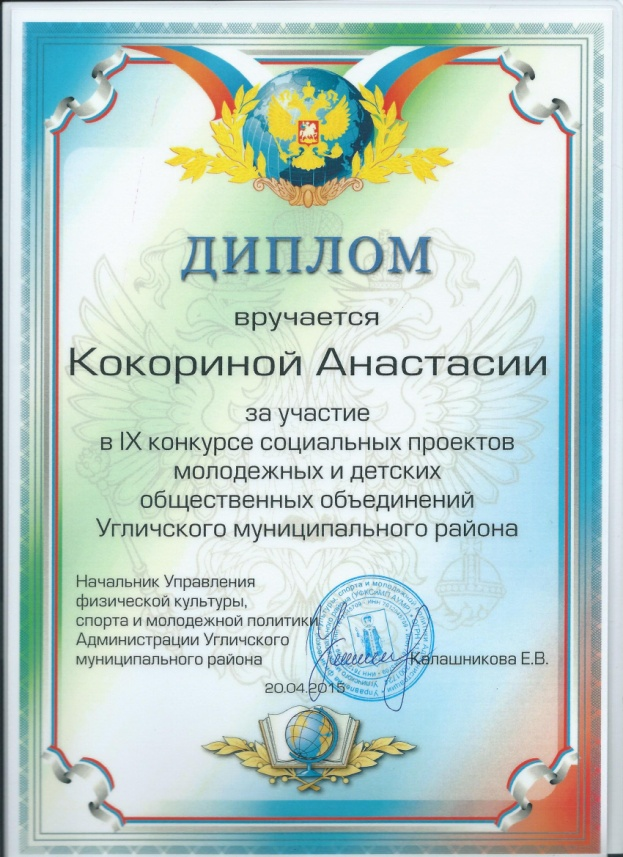 ДИПЛОМ
вручается
Кокориной Анастасии
за участие
в IX конкурсе социальных проектов
молодежных и детских
общественных объединений
Угличского муниципального района
Начальник Управления
физической культуры,
спорта и молодежной политики
Администрации Угличского
муниципального района
Калашникова Е.В.
20.04.2015